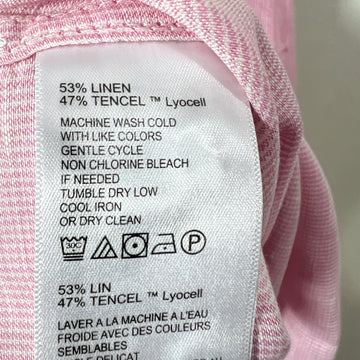 53% LINEN
47% TENCEL ™ Lyocell
MACHINE WASH COLD
WITH LIKE COLORS
GENTLE CYCLE
NON CHLORINE BLEACH
IF NEEDED
TUMBLE DRY LOW
COOL IRON
OR DRY CLEAN
30C P
53% LIN
47% TENCEL ™ Lyocell
LAVER A LA MACHINE A L'EAU
FROIDE AVEC DES COULEURS
SEMBLABLES
DELICAT